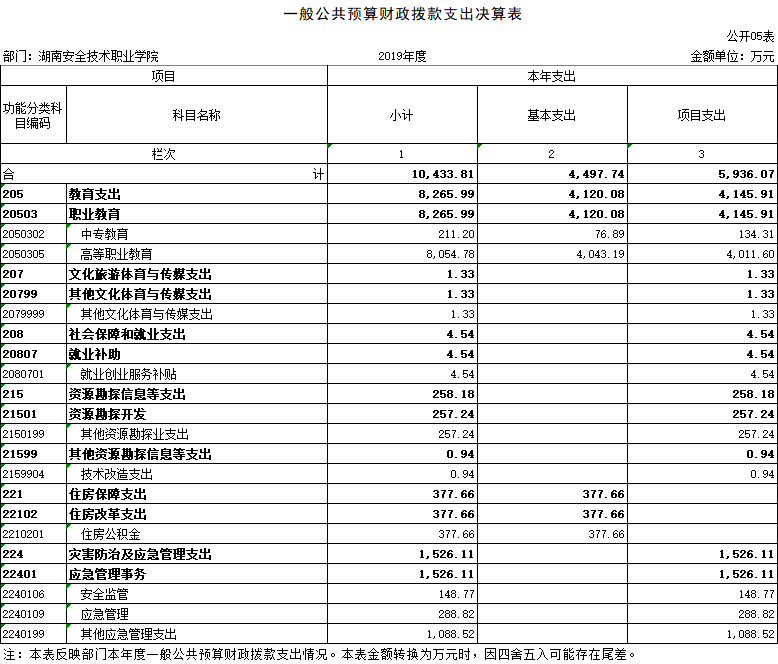 一般公共预算财政拨款支出决算表
公开05表
部门：湖南安全技术职业学院 2019年度 金额单位：万元
项目 本年支出
功能分类科目编码 科目名称 小计 基本支出 项目支出
栏次 1 2 3
合计 10,433.81 4,497.74 5,936.07
205 教育支出 8,265.99 4,120.08 4,145.91
20503 职业教育 8,265.99 4,120.08 4,145.91
2050302 中专教育 211.20 76.89 134.31
2050305 高等职业教育 8,054.78 4,043.19 4,011.60
207 文化旅游体育与传媒支出 1.33 1.33
20799 其他文化体育与传媒支出 1.33 1.33
2079999 其他文化体育与传媒支出 1.33 1.33
208 社会保障和就业支出 4.54 4.54
20807 就业补助 4.54 4.54
2080701 就业创业服务补贴 4.54 4.54
215 资源勘探信息等支出 258.18 258.18
21501 资源勘探开发 257.24 257.24
2150199 其他资源勘探业支出 257.24 257.24
21599 其他资源勘探信息等支出 0.94 0.94
2159904 技术改造支出 0.94 0.94
221 住房保障支出 377.66 377.66
22102 住房改革支出 377.66 377.66
2210201 住房公积金 377.66 377.66
224 灾害防治及应急管理支出 1,526.11 1,526.11
22401 应急管理事务 1,526.11 1,526.11
2240106 安全监管 148.77 148.77
2240109 应急管理 288.82 288.82
2240199 其他应急管理支出 1,088.52 1,088.52
注：本表反映部门本年度一般公共预算财政拨款支出情况。本表金额转换为万元时，因四舍五入可能存在尾差。